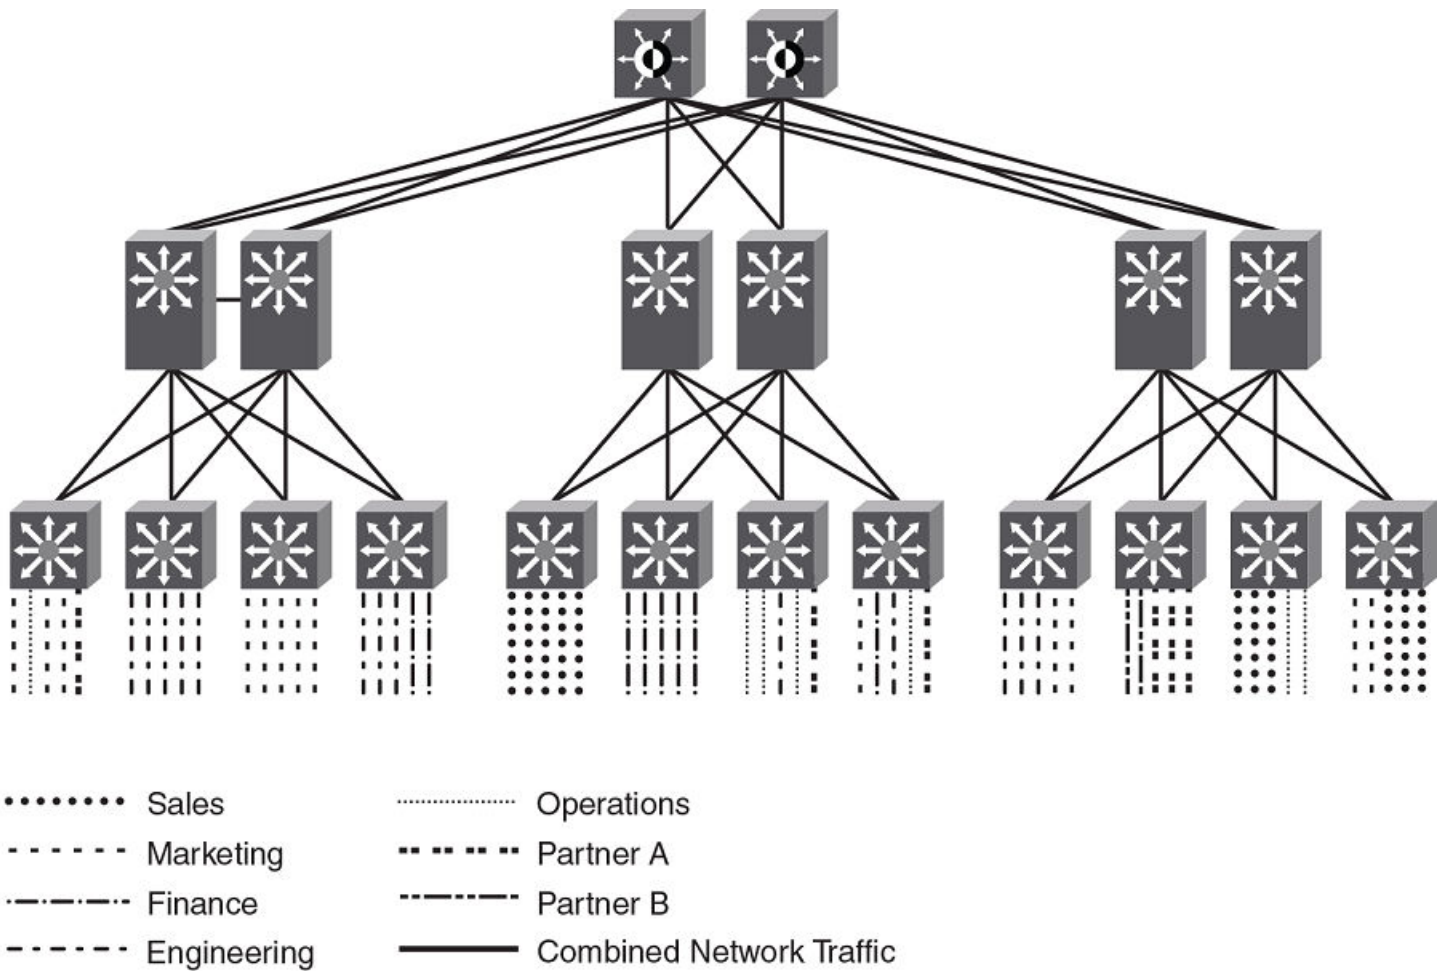 Sales
Operations
Marketing
Partner A
Finance
Partner B
Engineering
Combined Network Traffic